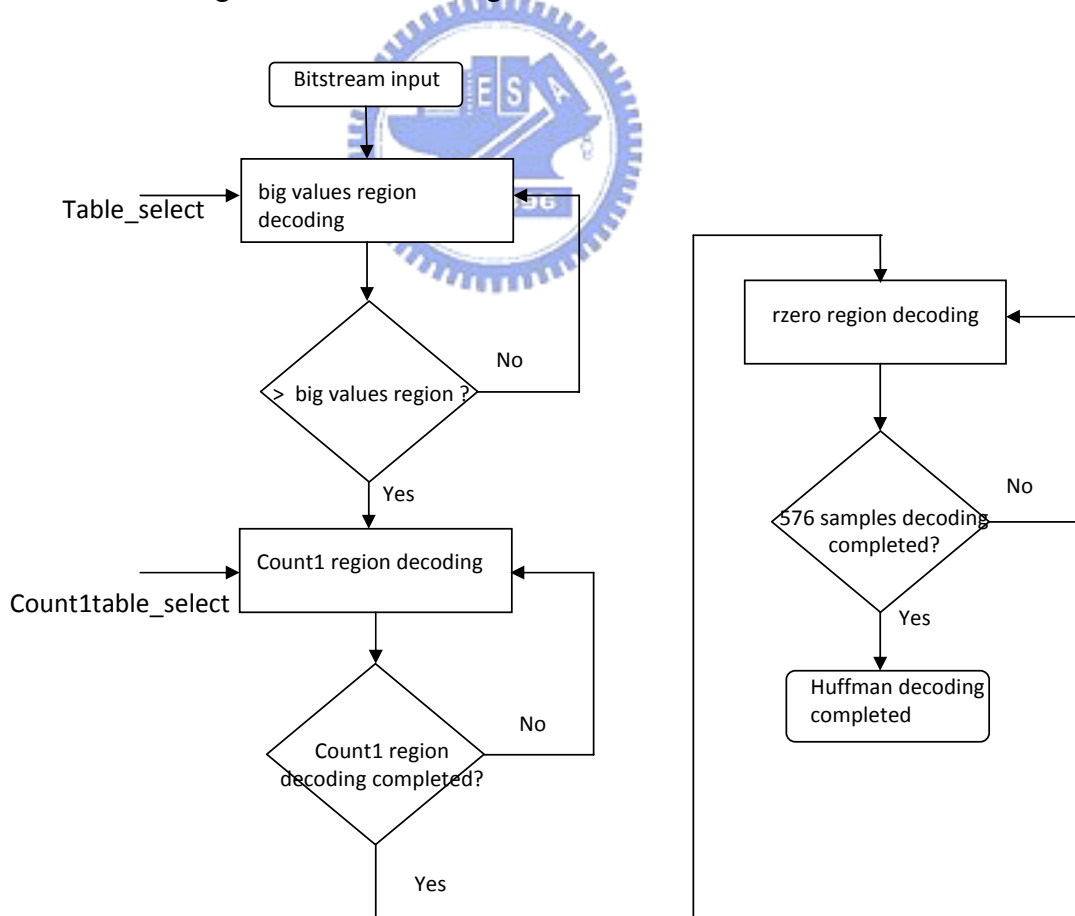 Bitstream input
E S A
Table_select
big values region
decoding
96
> big values region ?
No
Yes
Count1 region decoding
Count1table_select
Count1 region
decoding completed?
No
Yes
rzero region decoding
576 samples decoding
completed?
No
Yes
Huffman decoding
completed